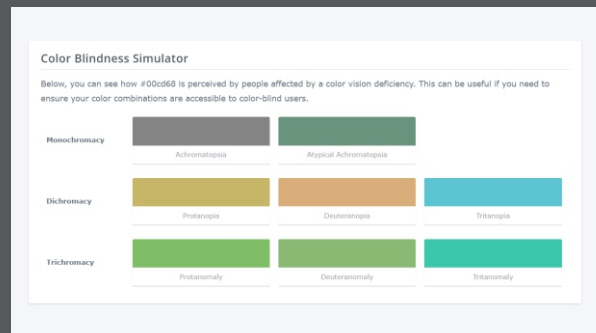 Color Blindness Simulator
Below, you can see how #00cd68 is perceived by people affected by a color vision deficiency. This can be useful if you need to
ensure your color combinations are accessible to color-blind users.
Monochromacy
Achromatopsia
Atypical Achromatopsia
Dichromacy
Protanopia
Deuteranopia
Tritanopia
Trichromacy
Protanomaly
Deuteranomaly
Tritanomaly